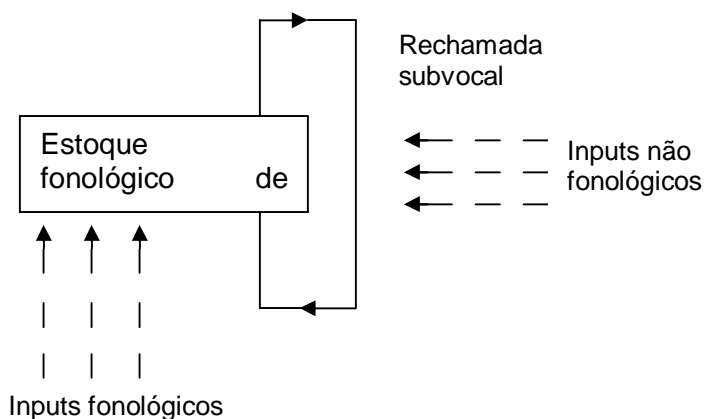 Rechamada
subvocal
Estoque
fonológico de
Inputs não
fonológicos
Inputs fonológicos